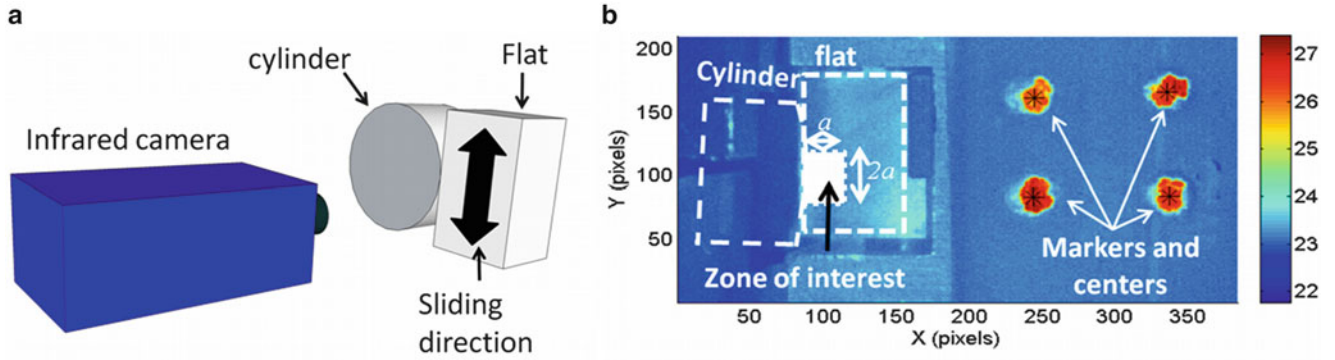 a
cylinder
Flat
Infrared camera
Sliding
direction
b
Y (pixels)
200
150
100
50
Cylinder
flat
a
2a
Zone of interest
Markers and
centers
50
100
150
200
250
300
350
X (pixels)
27
26
25
24
23
22